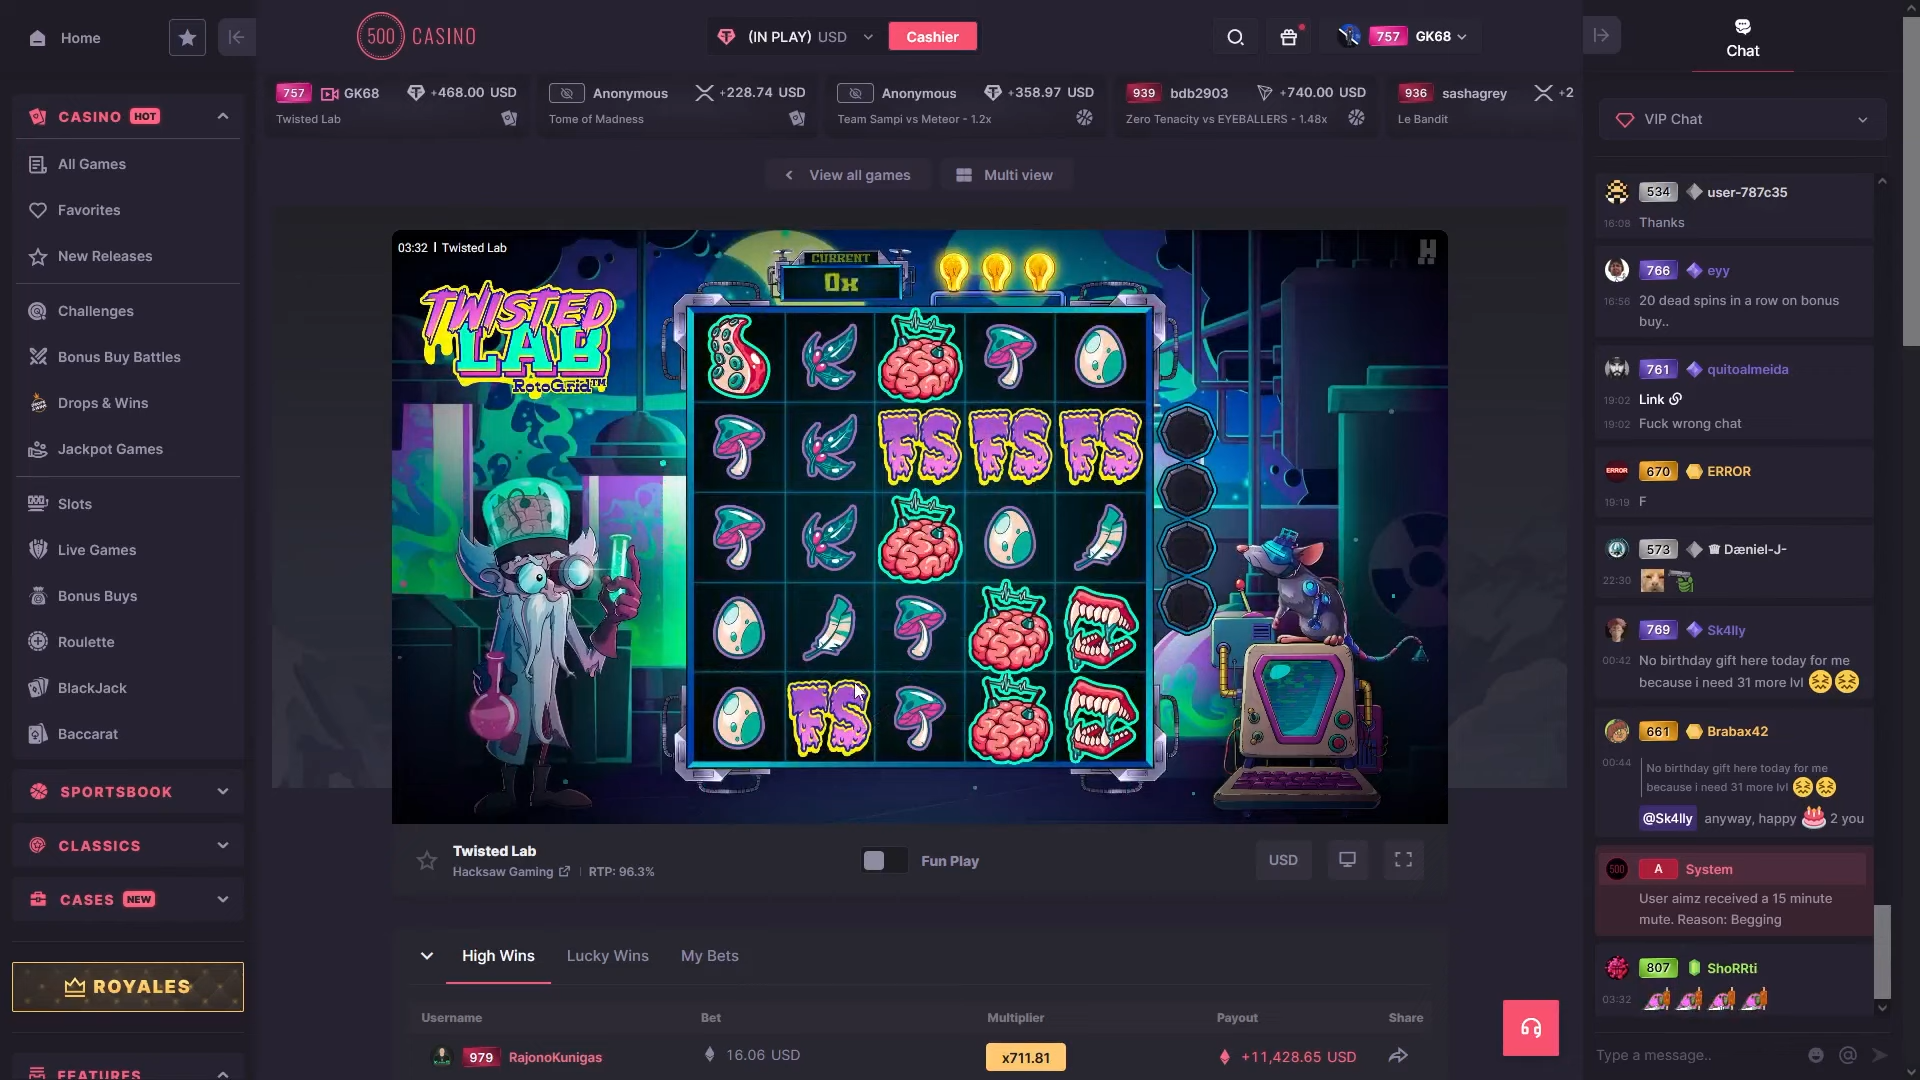 Home
500 CASINO
(IN PLAY) USD
Cashier
757 GK68
Chat
757 GK68 +468.00 USD
Twisted Lab
Anonymous +228.74 USD
Tome of Madness
Anonymous +358.97 USD
Team Sampi vs Meteor - 1.2x
939 bdb2903 +740.00 USD
Zero Tenacity vs EYEBALLERS - 1.48x
936 sashagrey +2
Le Bandit
CASINO HOT
All Games
Favorites
New Releases
Challenges
Bonus Buy Battles
Drops & Wins
Jackpot Games
Slots
Live Games
Bonus Buys
Roulette
BlackJack
Baccarat
SPORTSBOOK
CLASSICS
CASES NEW
ROYALES
FEATURES
View all games
Multi view
03:32 | Twisted Lab
CURRENT
0x
TWISTED
LAB
RotoGrid™
FS FS FS
FS
Twisted Lab
Hacksaw Gaming | RTP: 96.3%
Fun Play
USD
High Wins Lucky Wins My Bets
Username Bet Multiplier Payout Share
979 RajonoKunigas 16.06 USD x711.81 +11,428.65 USD
VIP Chat
534 user-787c35
16:08 Thanks
766 eyy
16:56 20 dead spins in a row on bonus
buy..
761 quitoalmeida
19:02 Link
19:02 Fuck wrong chat
ERROR 670 ERROR
19:19 F
573 Dæniel-J-
22:30
769 Sk4lly
00:42 No birthday gift here today for me
because i need 31 more lvl
661 Brabax42
00:44 No birthday gift here today for me
because i need 31 more lvl
@Sk4lly anyway, happy 2 you
500 A System
User aimz received a 15 minute
mute. Reason: Begging
807 ShoRRti
03:32
Type a message..